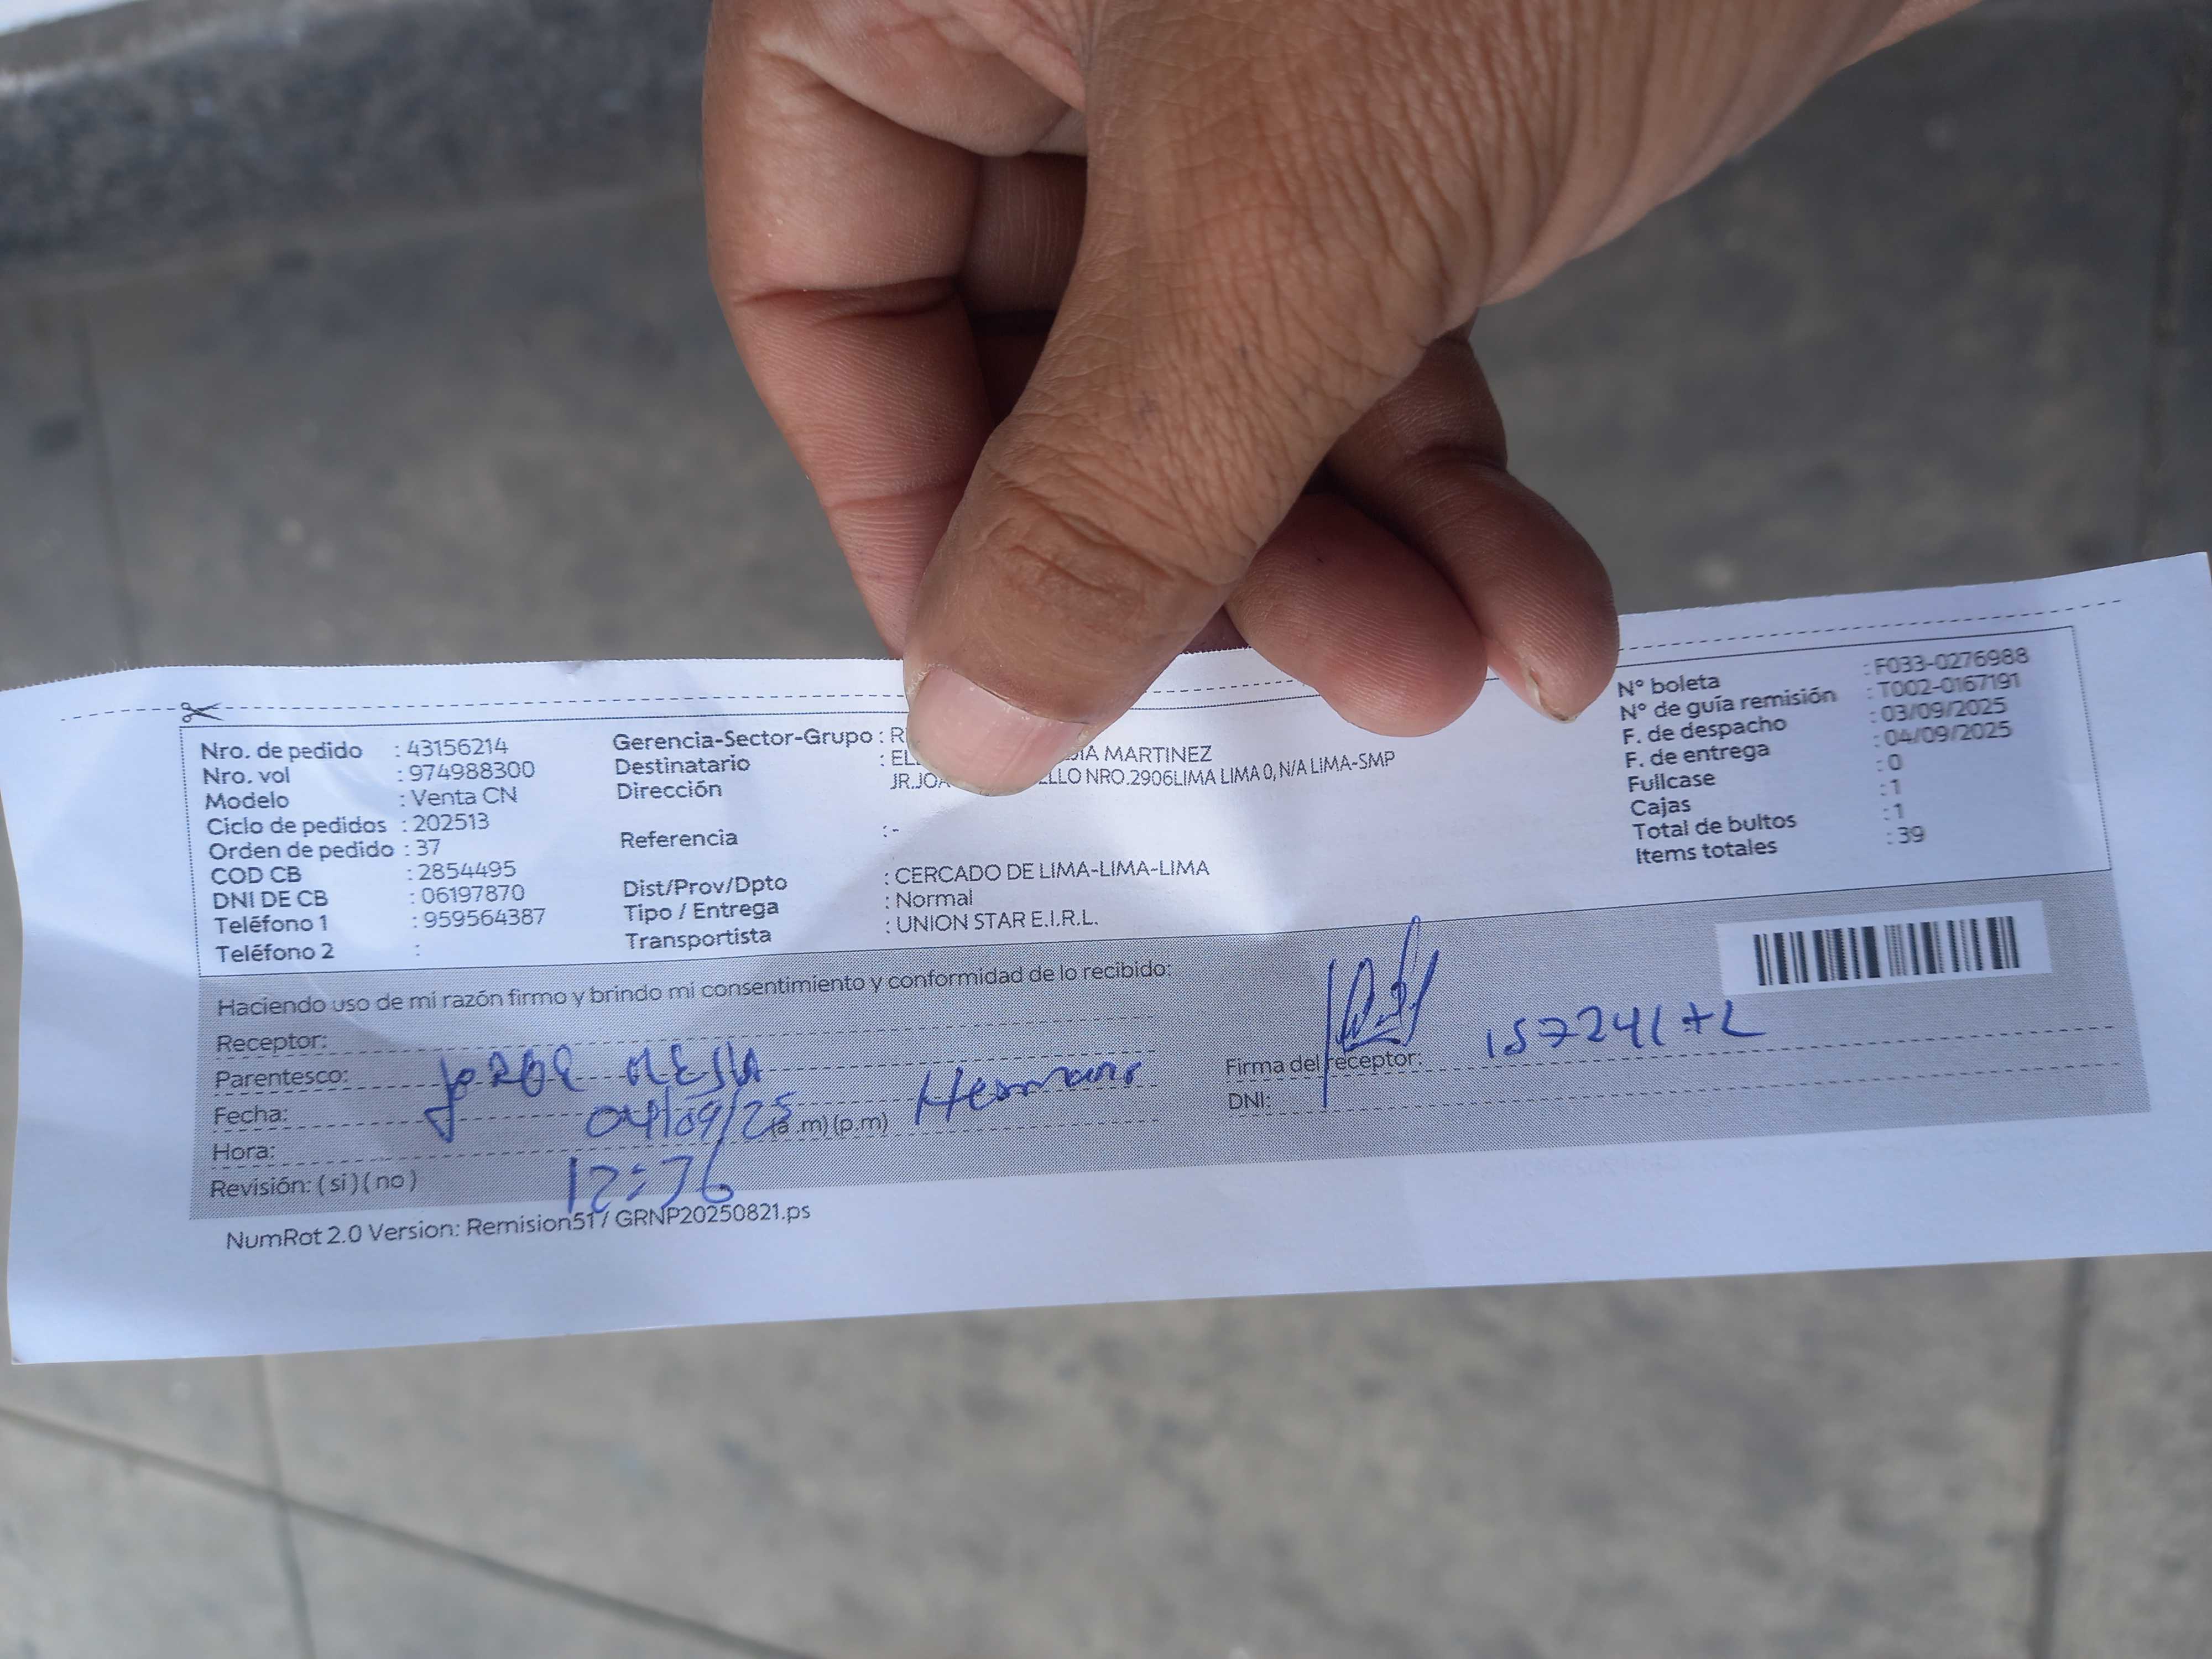 Nro. de pedido : 43156214
Nro. vol : 974988300
Modelo : Venta CN
Ciclo de pedidos : 202513
Orden de pedido : 37
COD CB : 2854495
DNI DE CB : 06197870
Teléfono 1 : 959564387
Teléfono 2 :
Gerencia-Sector-Grupo :
Destinatario : MARTINEZ
Dirección NRO.2906LIMA LIMA 0, N/A LIMA-SMP
Referencia : -
Dist/Prov/Dpto : CERCADO DE LIMA-LIMA-LIMA
Tipo / Entrega : Normal
Transportista : UNION STAR E.I.R.L.
N° boleta : F033-0276988
N° de guía remisión : T002-0167191
F. de despacho : 03/09/2025
F. de entrega : 04/09/2025
Fullcase : 0
Cajas : 1
Total de bultos : 1
Items totales : 39
Haciendo uso de mi razón firmo y brindo mi consentimiento y conformidad de lo recibido:
Receptor:
Parentesco: JORGE MEJIA Hermano
Fecha: 04/09/25 (a.m) (p.m)
Hora:
Revisión: ( si ) ( no )
Firma del receptor:
DNI:
NumRot 2.0 Version: Remision51 / GRNP20250821.ps